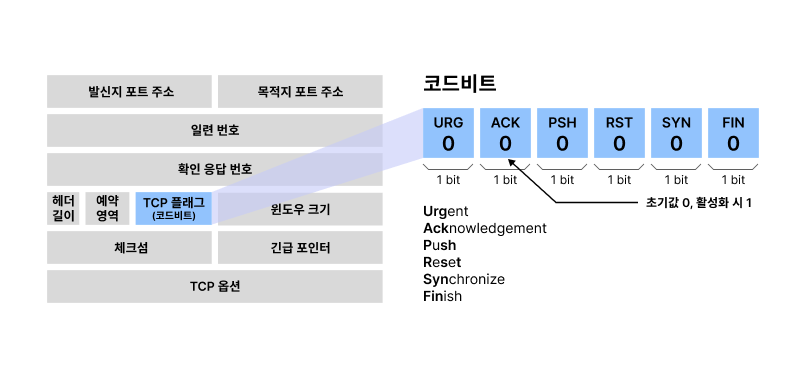 발신지 포트 주소
목적지 포트 주소
일련 번호
확인 응답 번호
헤더
길이
예약
영역
TCP 플래그
(코드비트)
윈도우 크기
체크섬
긴급 포인터
TCP 옵션
코드비트
URG ACK PSH RST SYN FIN
0 0 0 0 0 0
1 bit 1 bit 1 bit 1 bit 1 bit 1 bit
초기값 0, 활성화 시 1
Urgent
Acknowledgement
Push
Reset
Synchronize
Finish